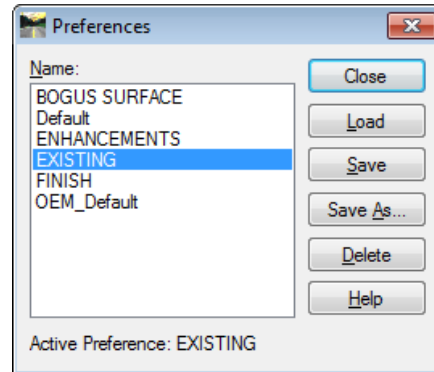 Preferences
Name:
BOGUS SURFACE
Default
ENHANCEMENTS
EXISTING
FINISH
OEM_Default
Close
Load
Save
Save As...
Delete
Help
Active Preference: EXISTING